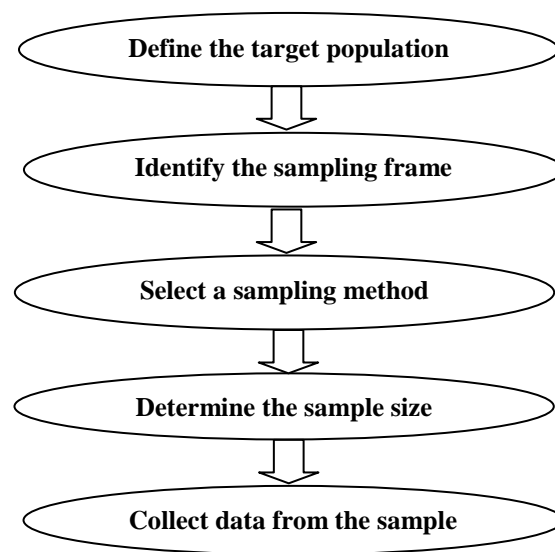 Define the target population
Identify the sampling frame
Select a sampling method
Determine the sample size
Collect data from the sample